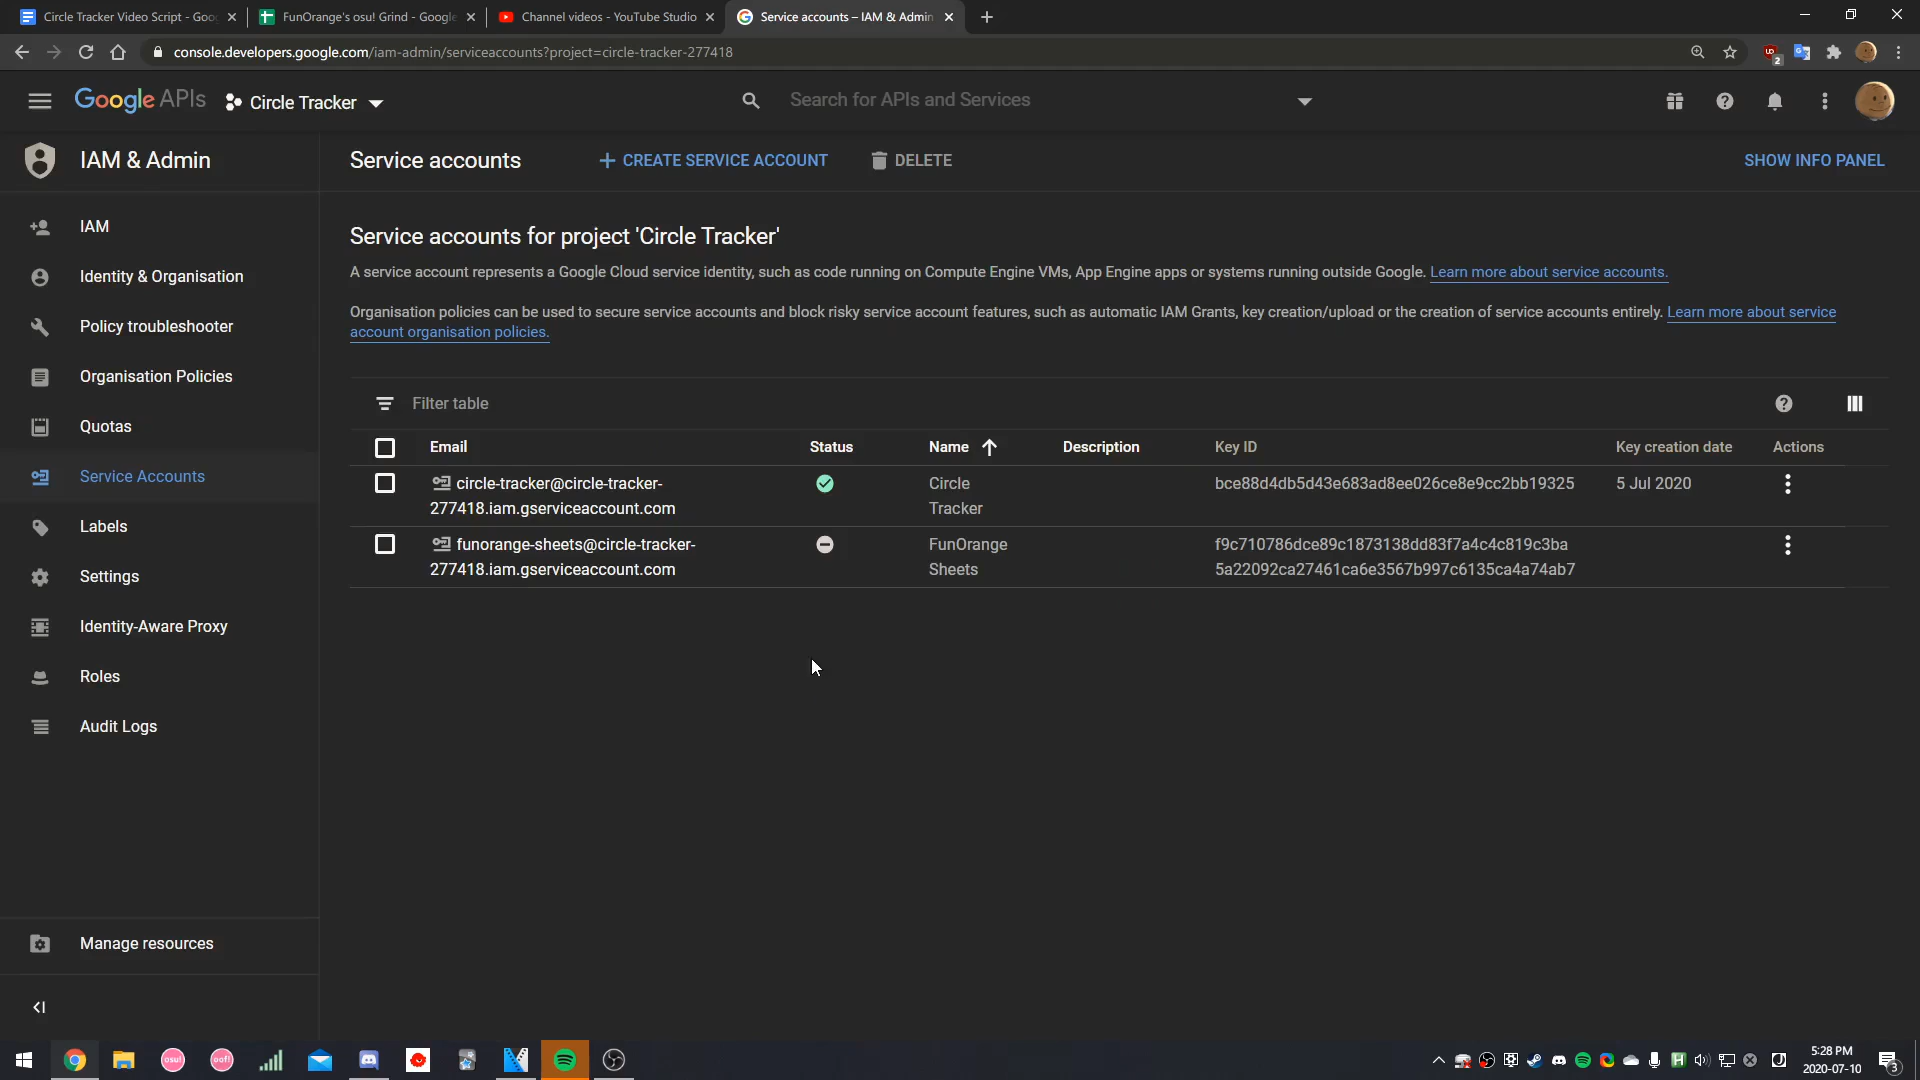 Circle Tracker Video Script - Goo
FunOrange's osu! Grind - Google
Channel videos - YouTube Studio
Service accounts – IAM & Admin
console.developers.google.com/iam-admin/serviceaccounts?project=circle-tracker-277418
2
Google APIs
Circle Tracker
Search for APIs and Services
IAM & Admin
Service accounts
CREATE SERVICE ACCOUNT
DELETE
SHOW INFO PANEL
IAM
Identity & Organisation
Policy troubleshooter
Organisation Policies
Quotas
Service Accounts
Labels
Settings
Identity-Aware Proxy
Roles
Audit Logs
Manage resources
Service accounts for project 'Circle Tracker'
A service account represents a Google Cloud service identity, such as code running on Compute Engine VMs, App Engine apps or systems running outside Google. Learn more about service accounts.
Organisation policies can be used to secure service accounts and block risky service account features, such as automatic IAM Grants, key creation/upload or the creation of service accounts entirely. Learn more about service
account organisation policies.
Filter table
Email Status Name Description Key ID Key creation date Actions
circle-tracker@circle-tracker- Circle bce88d4db5d43e683ad8ee026ce8e9cc2bb19325 5 Jul 2020
277418.iam.gserviceaccount.com Tracker
funorange-sheets@circle-tracker- FunOrange f9c710786dce89c1873138dd83f7a4c4c819c3ba
277418.iam.gserviceaccount.com Sheets 5a22092ca27461ca6e3567b997c6135ca4a74ab7
osu!
oof!
5:28 PM
2020-07-10
3